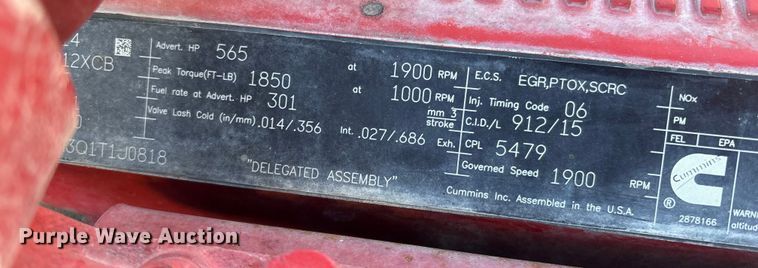 Advert. HP 565 at 1900 RPM
12XCB
Peak Torque(FT-LB) 1850 at 1000 RPM
Fuel rate at Advert. HP 301 mm 3 stroke
Valve Lash Cold (in/mm) .014/.356 Int. .027/.686 Exh.
3Q1T1J0818
"DELEGATED ASSEMBLY"
E.C.S. EGR,PTOX,SCRC
Inj. Timing Code 06
C.I.D./L 912/15
CPL 5479
Governed Speed 1900 RPM
Cummins Inc. Assembled in the U.S.A.
NOx
PM
FEL EPA
Cummins
®
2878166
WARNI
altitud
Purple Wave Auction